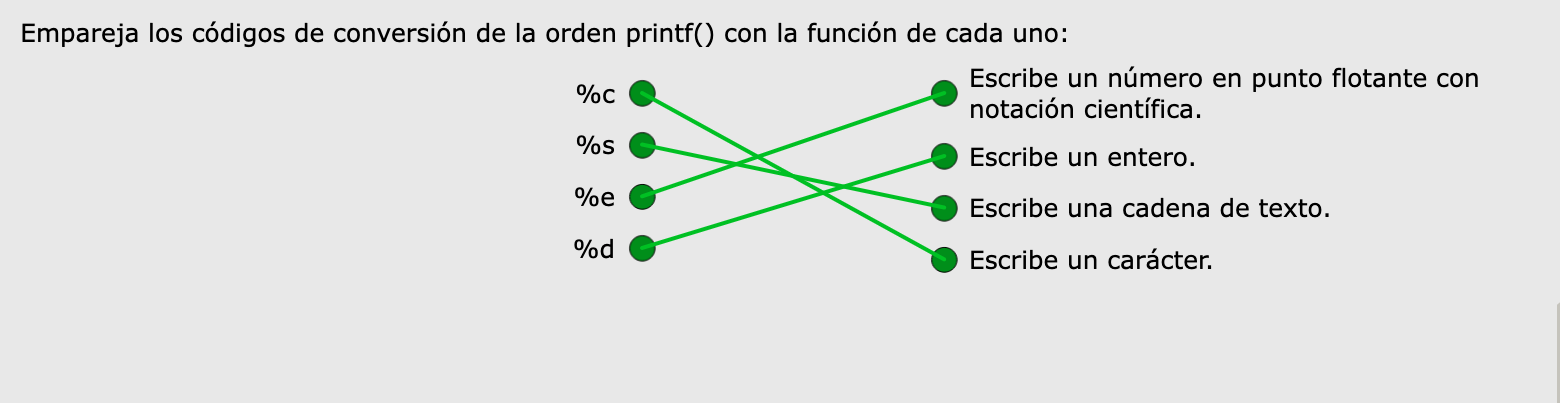 Empareja los códigos de conversión de la orden printf() con la función de cada uno:
%c
%s
%e
%d
Escribe un número en punto flotante con
notación científica.
Escribe un entero.
Escribe una cadena de texto.
Escribe un carácter.